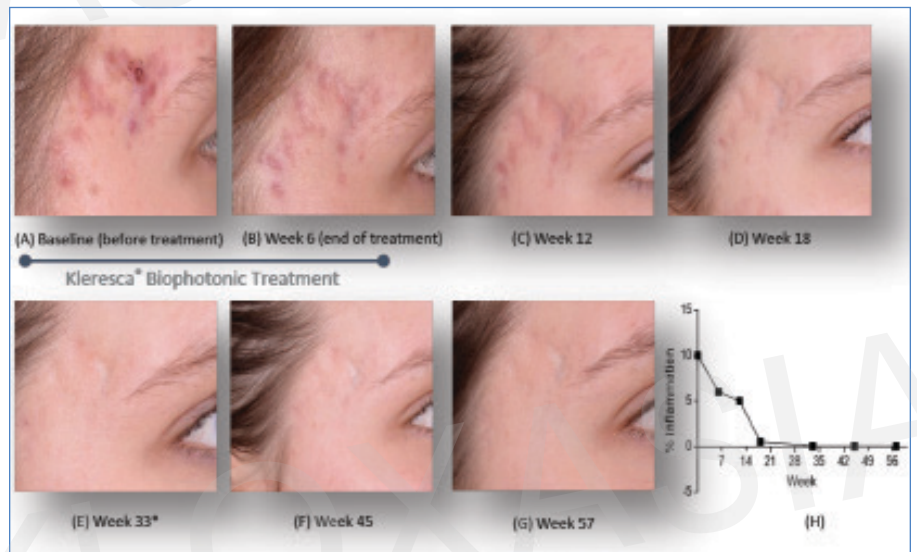 (A) Baseline (before treatment)
(B) Week 6 (end of treatment)
(C) Week 12
(D) Week 18
Kleresca® Biophotonic Treatment
(E) Week 33*
(F) Week 45
(G) Week 57
% inflammation
15
10
5
0
-5
7 14 21 28 35 42 49 56
Week
(H)